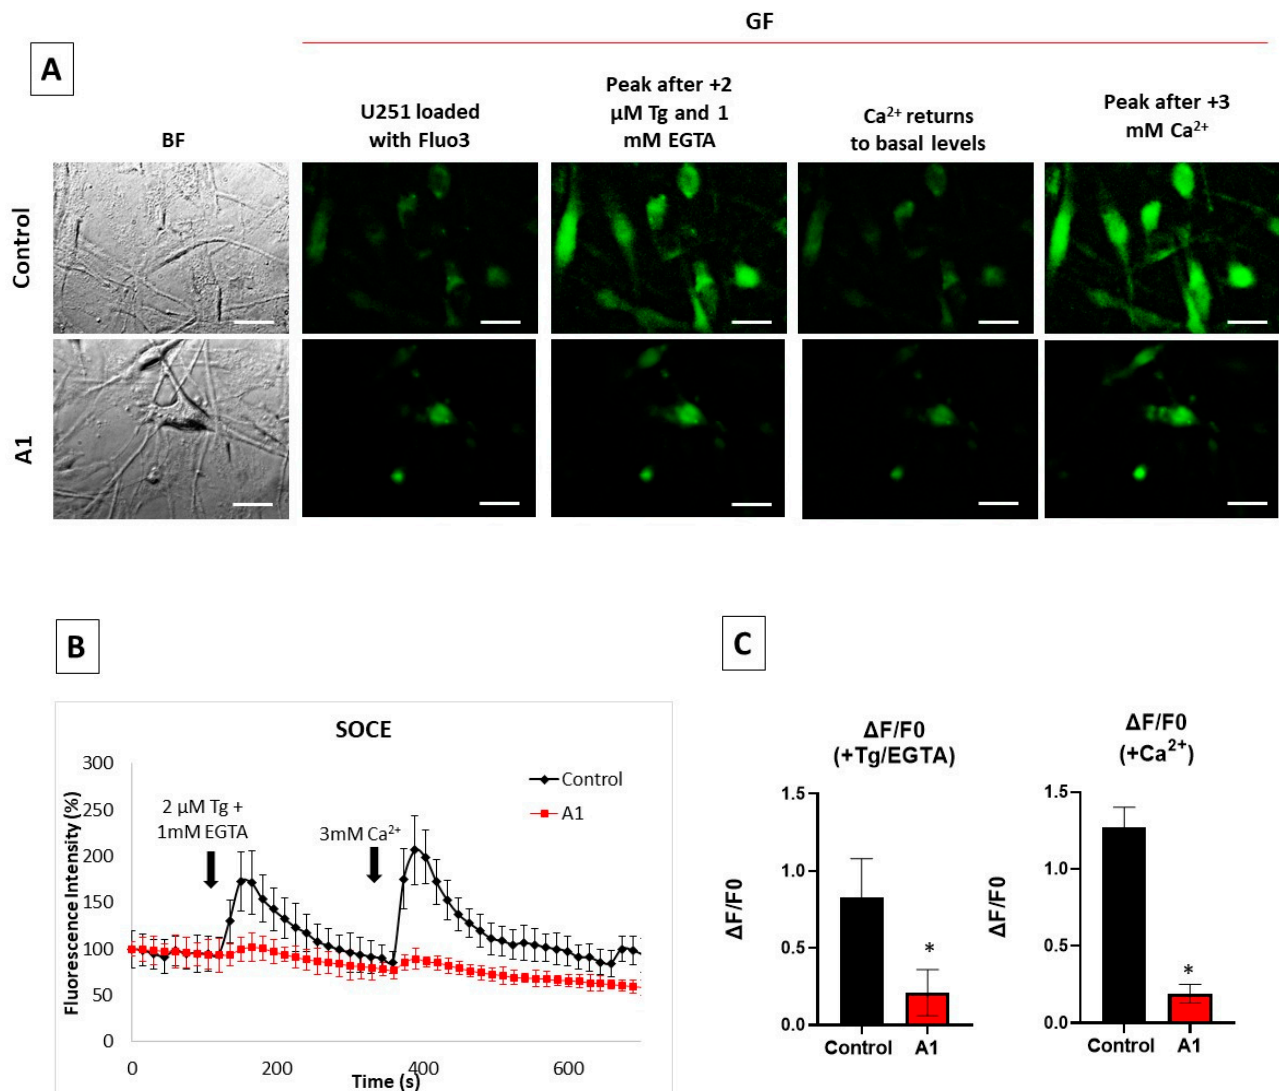 GF
A
BF
U251 loaded
with Fluo3
Peak after +2
µM Tg and 1
mM EGTA
Ca²⁺ returns
to basal levels
Peak after +3
mM Ca²⁺
Control
A1
B
SOCE
Fluorescence Intensity (%)
300
250
200
150
100
50
0
2 µM Tg +
1mM EGTA
3mM Ca²⁺
Control
A1
0
200
400
600
Time (s)
C
ΔF/F0
(+Tg/EGTA)
ΔF/F0
1.5
1.0
0.5
0.0
*
Control
A1
ΔF/F0
(+Ca²⁺)
ΔF/F0
1.5
1.0
0.5
0.0
*
Control
A1